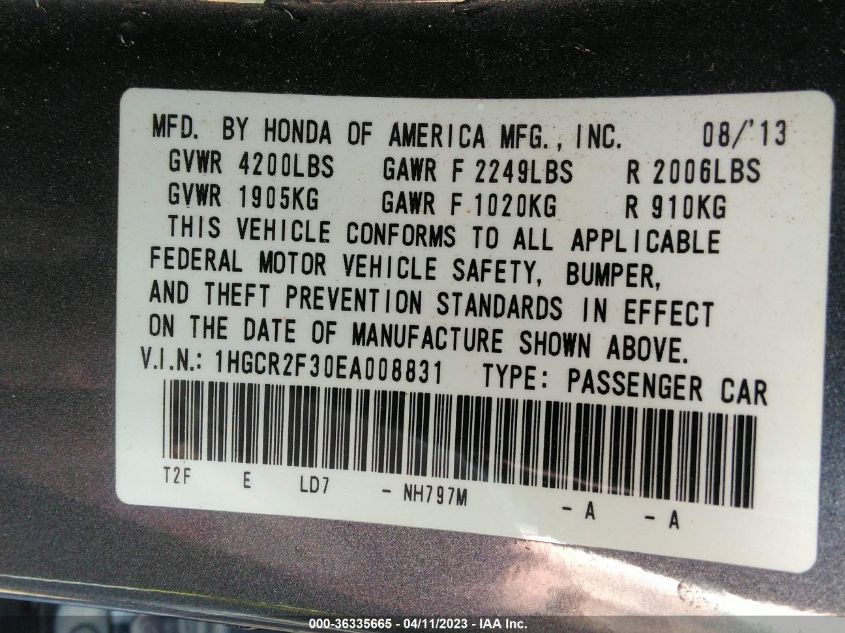 MFD. BY HONDA OF AMERICA MFG., INC. 08/'13
GVWR 4200LBS GAWR F 2249LBS R 2006LBS
GVWR 1905KG GAWR F 1020KG R 910KG
THIS VEHICLE CONFORMS TO ALL APPLICABLE
FEDERAL MOTOR VEHICLE SAFETY, BUMPER,
AND THEFT PREVENTION STANDARDS IN EFFECT
ON THE DATE OF MANUFACTURE SHOWN ABOVE.
V.I.N.: 1HGCR2F30EA008831 TYPE: PASSENGER CAR
T2F E LD7 - NH797M - A - A
000-36335665 - 04/11/2023 - IAA Inc.